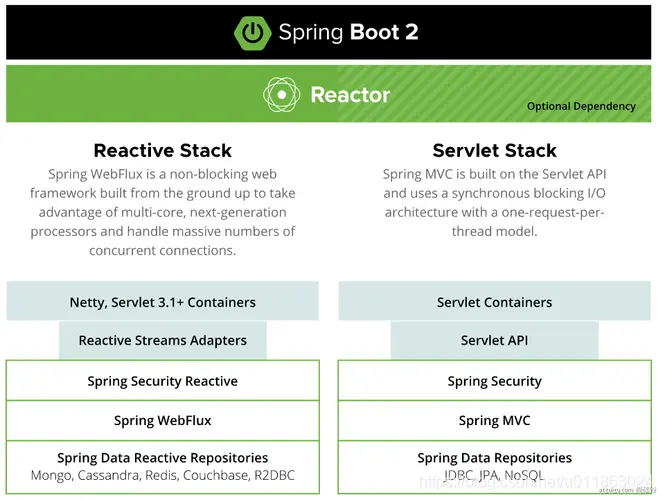 Spring Boot 2
Reactor
Optional Dependency
Reactive Stack
Spring WebFlux is a non-blocking web
framework built from the ground up to take
advantage of multi-core, next-generation
processors and handle massive numbers of
concurrent connections.
Servlet Stack
Spring MVC is built on the Servlet API
and uses a synchronous blocking I/O
architecture with a one-request-per-
thread model.
Netty, Servlet 3.1+ Containers
Reactive Streams Adapters
Spring Security Reactive
Spring WebFlux
Spring Data Reactive Repositories
Mongo, Cassandra, Redis, Couchbase, R2DBC
Servlet Containers
Servlet API
Spring Security
Spring MVC
Spring Data Repositories
JDBC, JPA, NoSQL
https://blog.csdn.net/u011863024